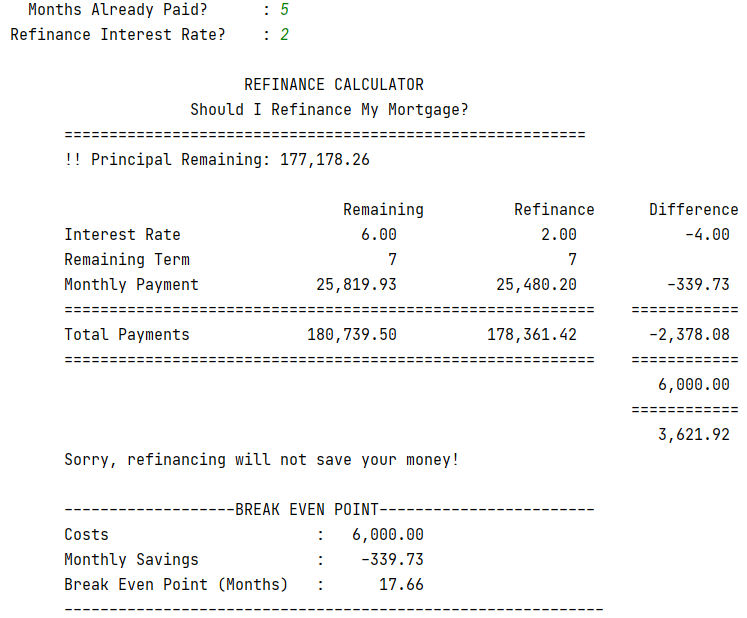 Months Already Paid? : 5
Refinance Interest Rate? : 2
REFINANCE CALCULATOR
Should I Refinance My Mortgage?
==========================================================
!! Principal Remaining: 177,178.26
Remaining Refinance Difference
Interest Rate 6.00 2.00 -4.00
Remaining Term 7 7
Monthly Payment 25,819.93 25,480.20 -339.73
=========================================================== ============
Total Payments 180,739.50 178,361.42 -2,378.08
=========================================================== ============
6,000.00
============
3,621.92
Sorry, refinancing will not save your money!
-------------------BREAK EVEN POINT------------------------
Costs : 6,000.00
Monthly Savings : -339.73
Break Even Point (Months) : 17.66
------------------------------------------------------------